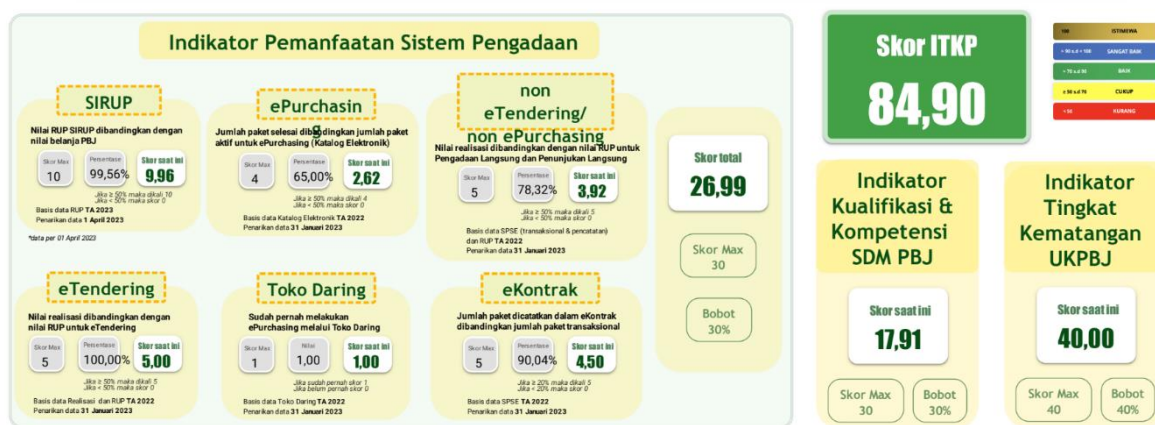 Indikator Pemanfaatan Sistem Pengadaan
SIRUP
Nilai RUP SIRUP dibandingkan dengan
nilai belanja PBJ
Skor Max
10
Persentase
99,56%
Skor saat ini
9,96
Jika ≥ 50% maka dikali 10
Jika < 50% maka skor 0
Basis data RUP TA 2023
Penarikan data 1 April 2023
*data per 01 April 2023
ePurchasin
g
Jumlah paket selesai dibandingkan jumlah paket
aktif untuk ePurchasing (Katalog Elektronik)
Skor Max
4
Persentase
65,00%
Skor saat ini
2,62
Jika ≥ 50% maka dikali 4
Jika < 50% maka skor 0
Basis data Katalog Elektronik TA 2022
Penarikan data 31 Januari 2023
non
eTendering/
non ePurchasing
Nilai realisasi dibandingkan dengan nilai RUP untuk
Pengadaan Langsung dan Penunjukan Langsung
Skor Max
5
Persentase
78,32%
Skor saat ini
3,92
Jika ≥ 50% maka dikali 5
Jika < 50% maka skor 0
Basis data SPSE (transaksional & pencatatan)
dan RUP TA 2022
Penarikan data 31 Januari 2023
eTendering
Nilai realisasi dibandingkan dengan
nilai RUP untuk eTendering
Skor Max
5
Persentase
100,00%
Skor saat ini
5,00
Jika ≥ 50% maka dikali 5
Jika < 50% maka skor 0
Basis data Realisasi dan RUP TA 2022
Penarikan data 31 Januari 2023
Toko Daring
Sudah pernah melakukan
ePurchasing melalui Toko Daring
Skor Max
1
Nilai
1,00
Skor saat ini
1,00
Jika sudah pernah skor 1
Jika belum pernah skor 0
Basis data Toko Daring TA 2022
Penarikan data 31 Januari 2023
eKontrak
Jumlah paket dicatatkan dalam eKontrak
dibandingkan jumlah paket transaksional
Skor Max
5
Persentase
90,04%
Skor saat ini
4,50
Jika ≥ 20% maka dikali 5
Jika < 20% maka skor 0
Basis data SPSE TA 2022
Penarikan data 31 Januari 2023
Skor total
26,99
Skor Max
30
Bobot
30%
Skor ITKP
84,90
100 ISTIMEWA
SANGAT BAIK
BAIK
CUKUP
KURANG
Indikator
Kualifikasi &
Kompetensi
SDM PBJ
Skor saat ini
17,91
Skor Max
30
Bobot
30%
Indikator
Tingkat
Kematangan
UKPBJ
Skor saat ini
40,00
Skor Max
40
Bobot
40%